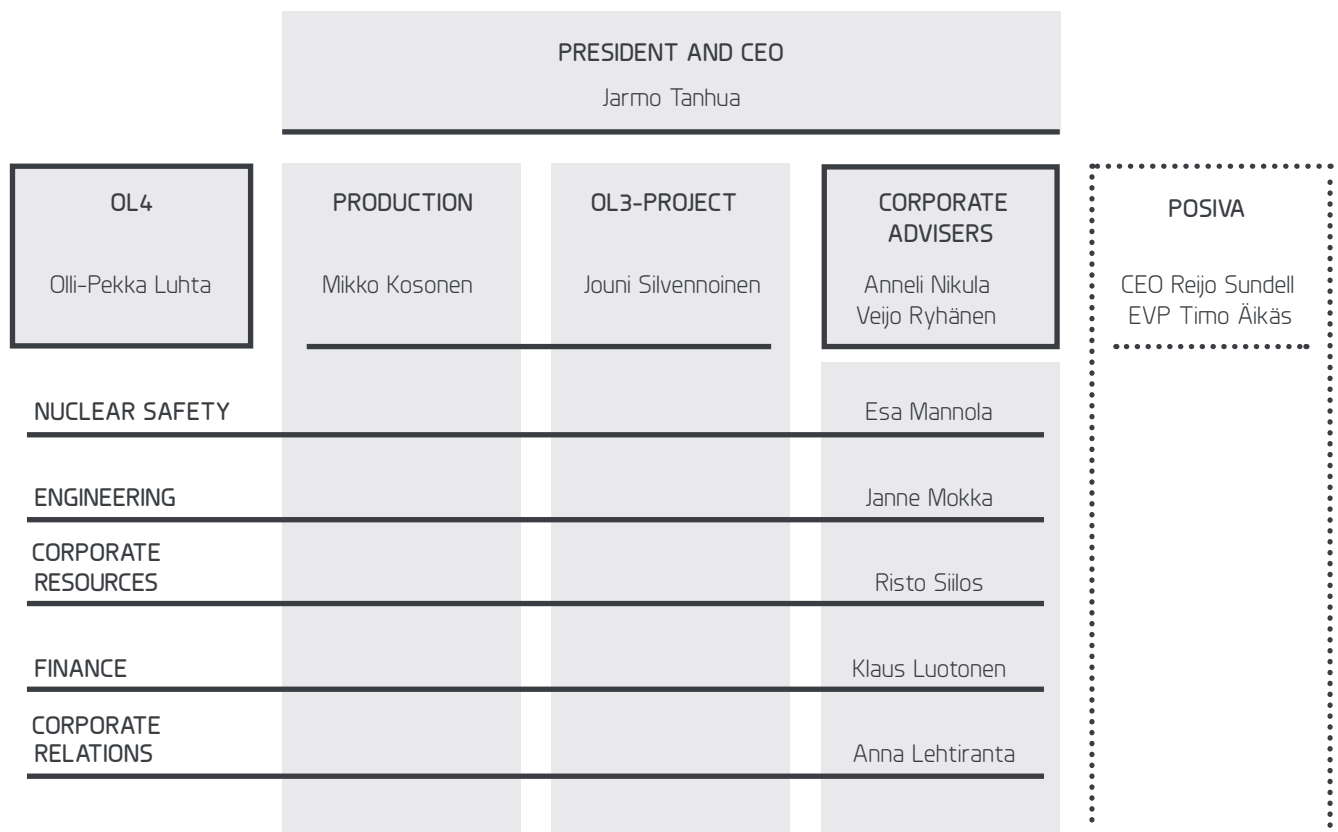 PRESIDENT AND CEO
Jarmo Tanhua
OL4
Olli-Pekka Luhta
PRODUCTION
Mikko Kosonen
OL3-PROJECT
Jouni Silvennoinen
CORPORATE
ADVISERS
Anneli Nikula
Veijo Ryhänen
POSIVA
CEO Reijo Sundell
EVP Timo Äikäs
NUCLEAR SAFETY
Esa Mannola
ENGINEERING
Janne Mokka
CORPORATE
RESOURCES
Risto Siilos
FINANCE
Klaus Luotonen
CORPORATE
RELATIONS
Anna Lehtiranta